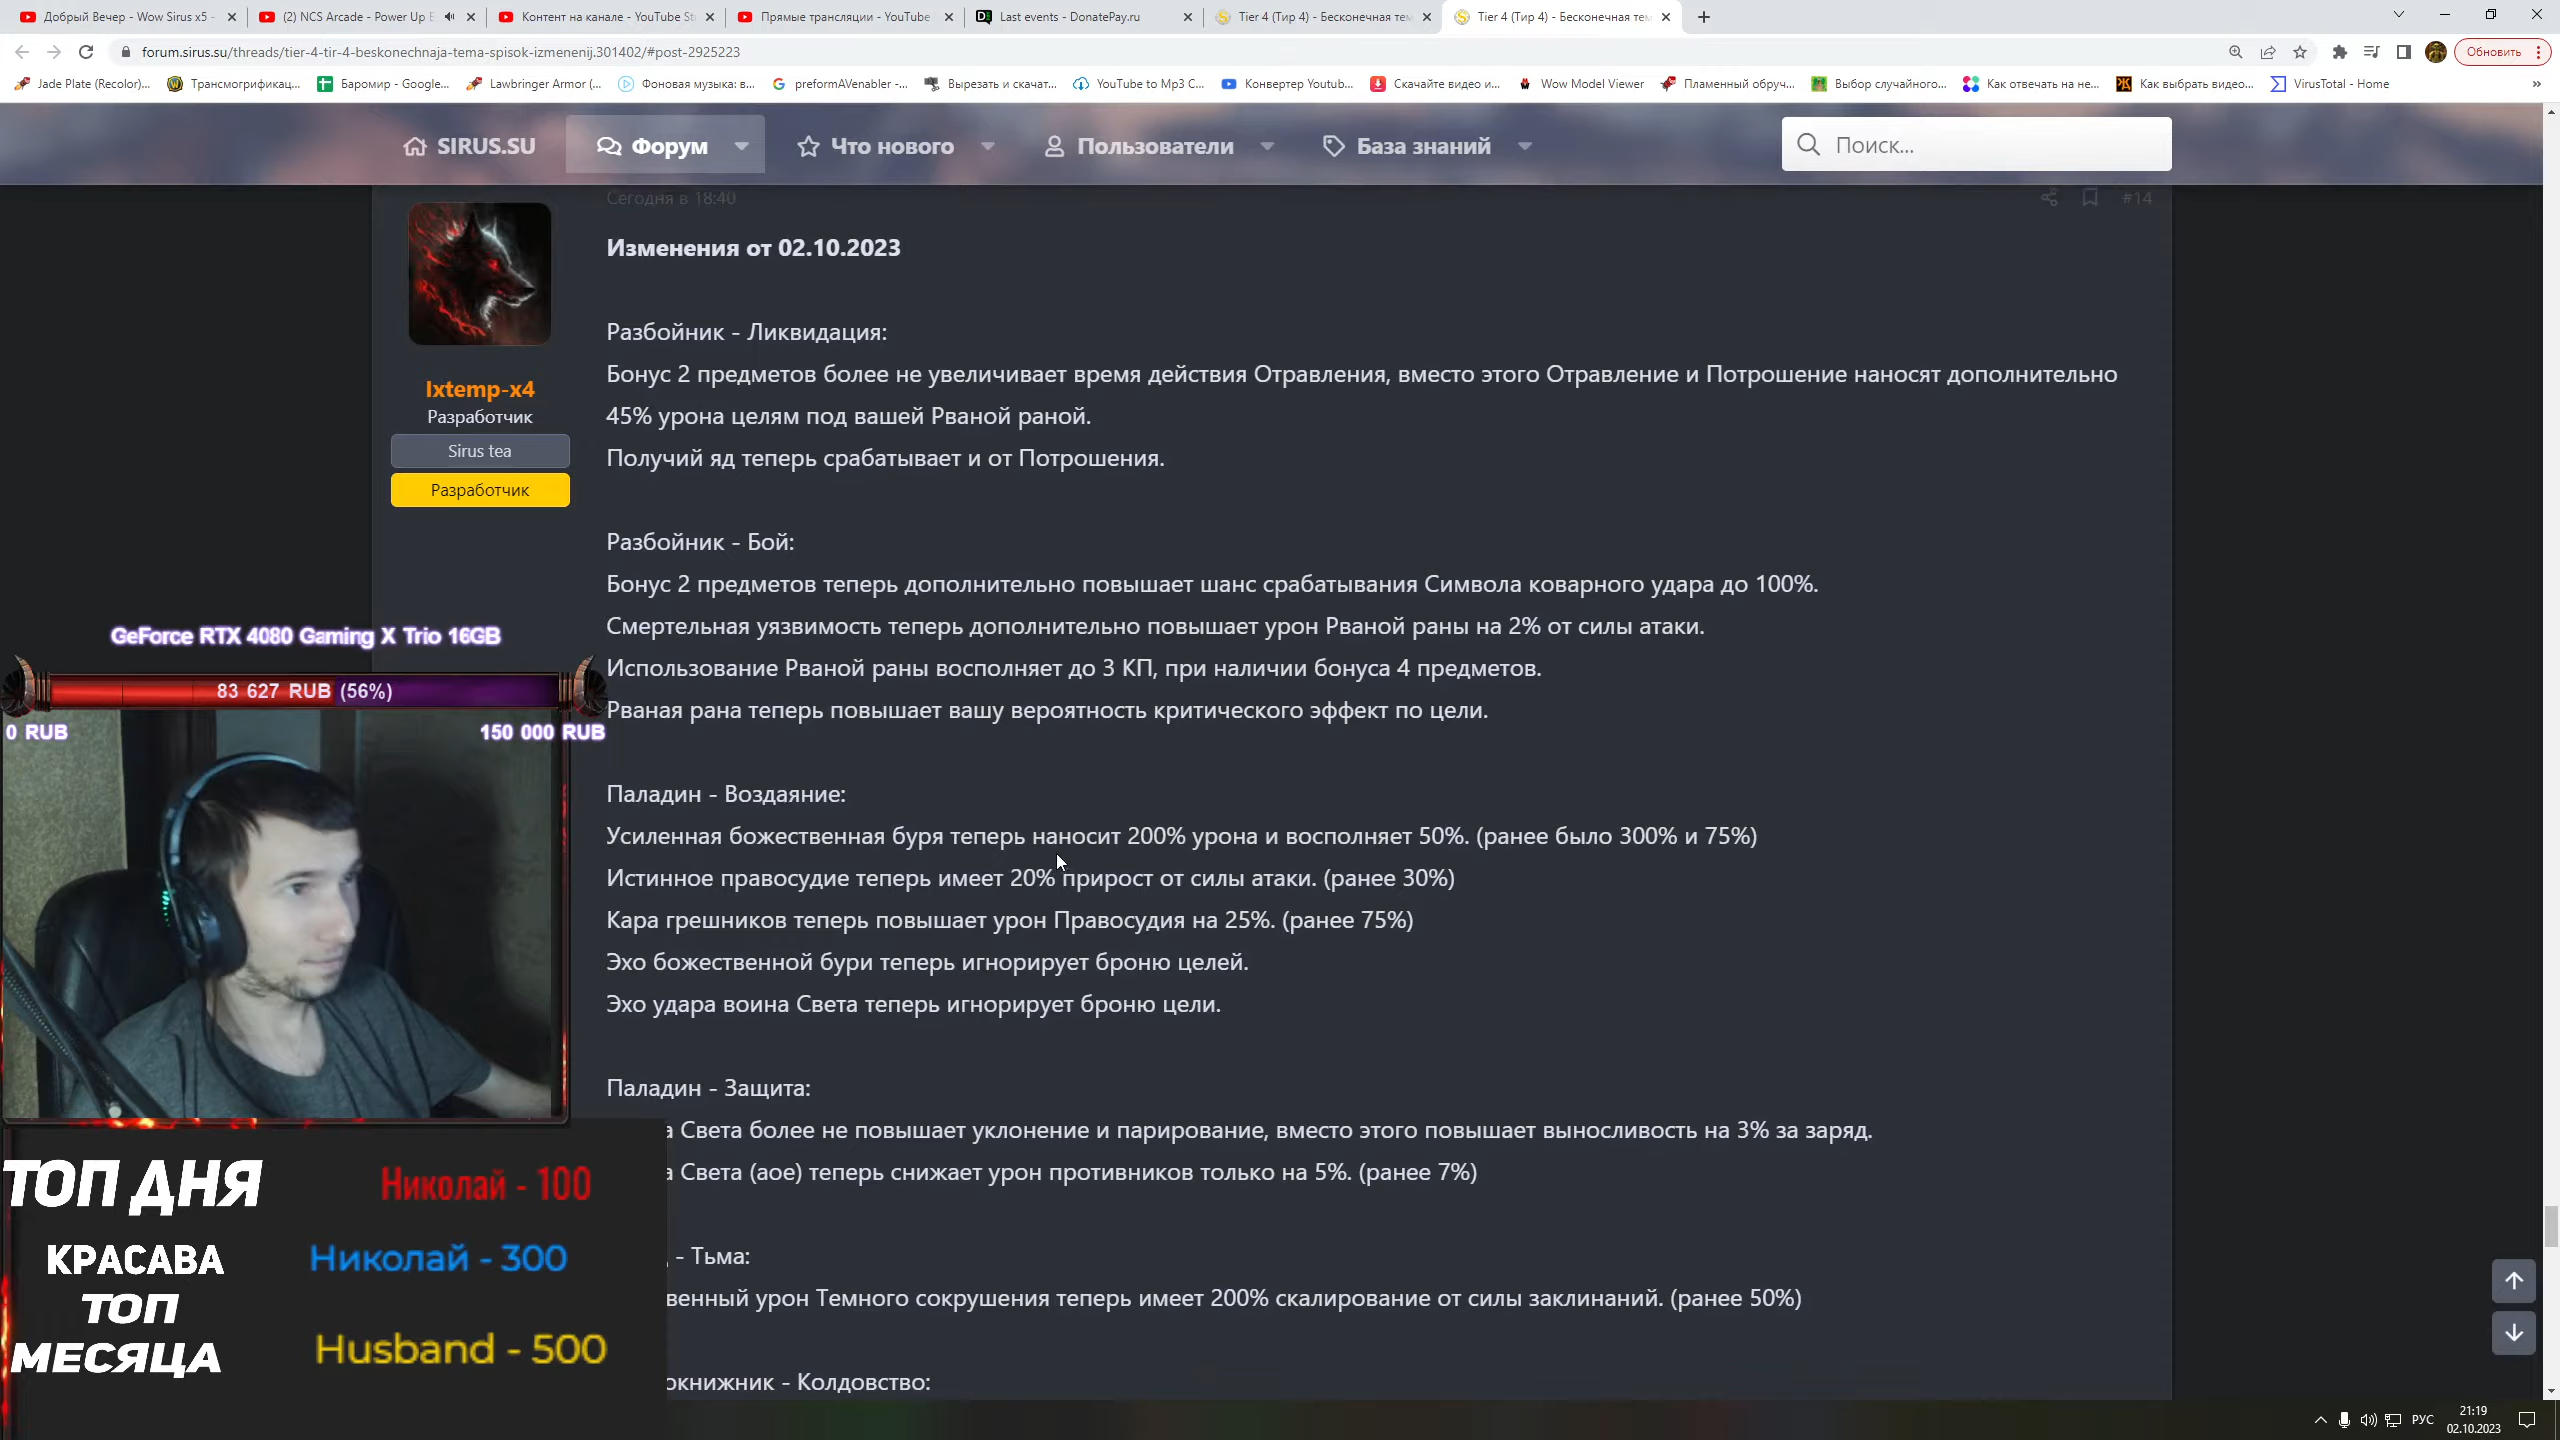 Добрый Вечер - Wow Sirus x5 -
(2) NCS Arcade - Power Up E
Контент на канале - YouTube St
Прямые трансляции - YouTube
Last events - DonatePay.ru
Tier 4 (Тир 4) - Бесконечная тем
Tier 4 (Тир 4) - Бесконечная тем
forum.sirus.su/threads/tier-4-tir-4-beskonechnaja-tema-spisok-izmenenij.301402/#post-2925223
Обновить
Jade Plate (Recolor)...
Трансмогрификац...
Баромир - Google...
Lawbringer Armor (...
Фоновая музыка: в...
preformAVenabler -...
Вырезать и скачат...
YouTube to Mp3 C...
Конвертер Youtub...
Скачайте видео и...
Wow Model Viewer
Пламенный обруч...
Выбор случайного...
Как отвечать на не...
Как выбрать видео...
VirusTotal - Home
»
SIRUS.SU
Форум
Что нового
Пользователи
База знаний
Поиск...
Сегодня в 18:40
#14
Изменения от 02.10.2023
Ixtemp-x4
Разработчик
Sirus tea
Разработчик
Разбойник - Ликвидация:
Бонус 2 предметов более не увеличивает время действия Отравления, вместо этого Отравление и Потрошение наносят дополнительно
45% урона целям под вашей Рваной раной.
Получий яд теперь срабатывает и от Потрошения.
Разбойник - Бой:
Бонус 2 предметов теперь дополнительно повышает шанс срабатывания Символа коварного удара до 100%.
Смертельная уязвимость теперь дополнительно повышает урон Рваной раны на 2% от силы атаки.
Использование Рваной раны восполняет до 3 КП, при наличии бонуса 4 предметов.
Рваная рана теперь повышает вашу вероятность критического эффект по цели.
Паладин - Воздаяние:
Усиленная божественная буря теперь наносит 200% урона и восполняет 50%. (ранее было 300% и 75%)
Истинное правосудие теперь имеет 20% прирост от силы атаки. (ранее 30%)
Кара грешников теперь повышает урон Правосудия на 25%. (ранее 75%)
Эхо божественной бури теперь игнорирует броню целей.
Эхо удара воина Света теперь игнорирует броню цели.
Паладин - Защита:
а Света более не повышает уклонение и парирование, вместо этого повышает выносливость на 3% за заряд.
а Света (аое) теперь снижает урон противников только на 5%. (ранее 7%)
- Тьма:
венный урон Темного сокрушения теперь имеет 200% скалирование от силы заклинаний. (ранее 50%)
окнижник - Колдовство:
GeForce RTX 4080 Gaming X Trio 16GB
83 627 RUB (56%)
0 RUB
150 000 RUB
ТОП ДНЯ
Николай - 100
КРАСАВА
Николай - 300
ТОП
МЕСЯЦА
Husband - 500
РУС
21:19
02.10.2023